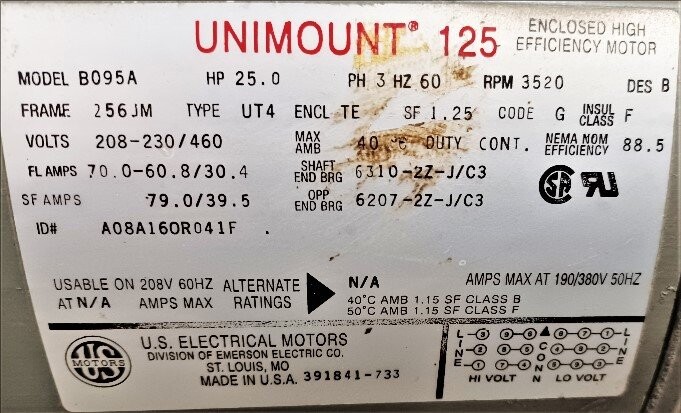 UNIMOUNT® 125 ENCLOSED HIGH EFFICIENCY MOTOR
MODEL B095A HP 25.0 PH 3 HZ 60 RPM 3520 DES B
FRAME 256JM TYPE UT4 ENCL TE SF 1.25 CODE G INSUL CLASS F
VOLTS 208-230/460 MAX AMB DUTY CONT. NEMA NOM EFFICIENCY 88.5
FL AMPS 70.0-60.8/30.4 SHAFT END BRG 6310-2Z-J/C3
SF AMPS 79.0/39.5 OPP END BRG 6207-2Z-J/C3
ID# A08A160R041F .
USABLE ON 208V 60HZ ALTERNATE N/A AMPS MAX AT 190/380V 50HZ
AT N/A AMPS MAX RATINGS 40°C AMB 1.15 SF CLASS B
50°C AMB 1.15 SF CLASS F
US MOTORS
U.S. ELECTRICAL MOTORS
DIVISION OF EMERSON ELECTRIC CO.
ST. LOUIS, MO
MADE IN U.S.A. 391841-733
LINE CONN LINE
HI VOLT LO VOLT